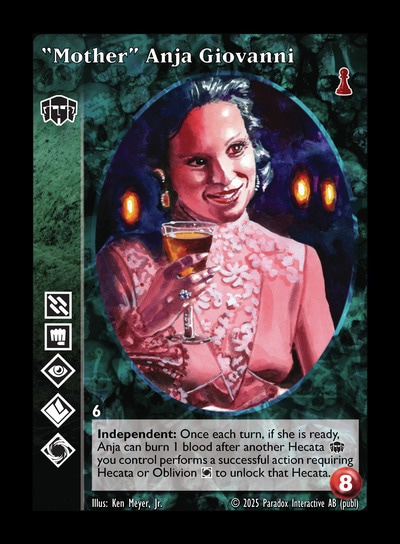 "Mother" Anja Giovanni
6
Independent: Once each turn, if she is ready,
Anja can burn 1 blood after another Hecata
you control performs a successful action requiring
Hecata or Oblivion to unlock that Hecata.
8
Illus: Ken Meyer, Jr. © 2025 Paradox Interactive AB (publ)